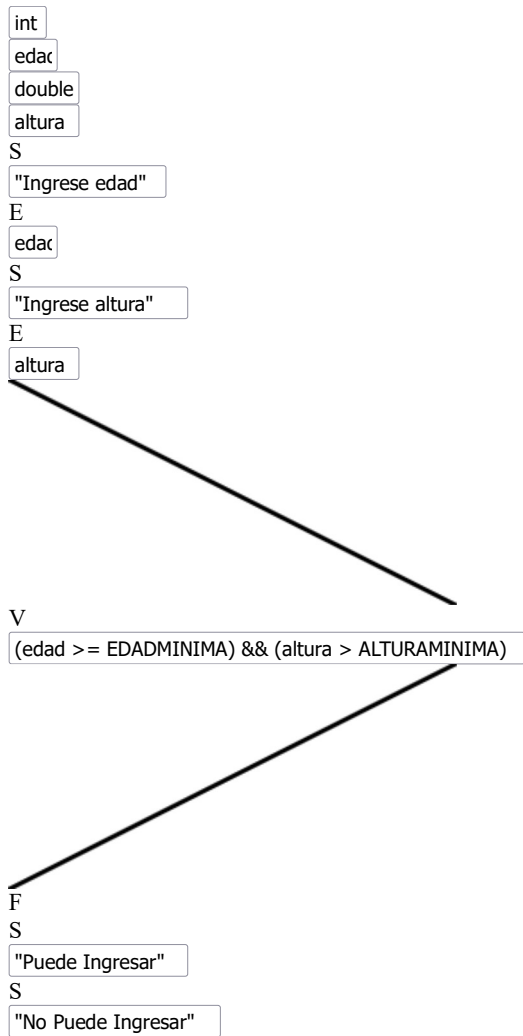 int
edad
double
altura
S
"Ingrese edad"
E
edad
S
"Ingrese altura"
E
altura
V
(edad >= EDADMINIMA) && (altura > ALTURAMINIMA)
F
S
"Puede Ingresar"
S
"No Puede Ingresar"